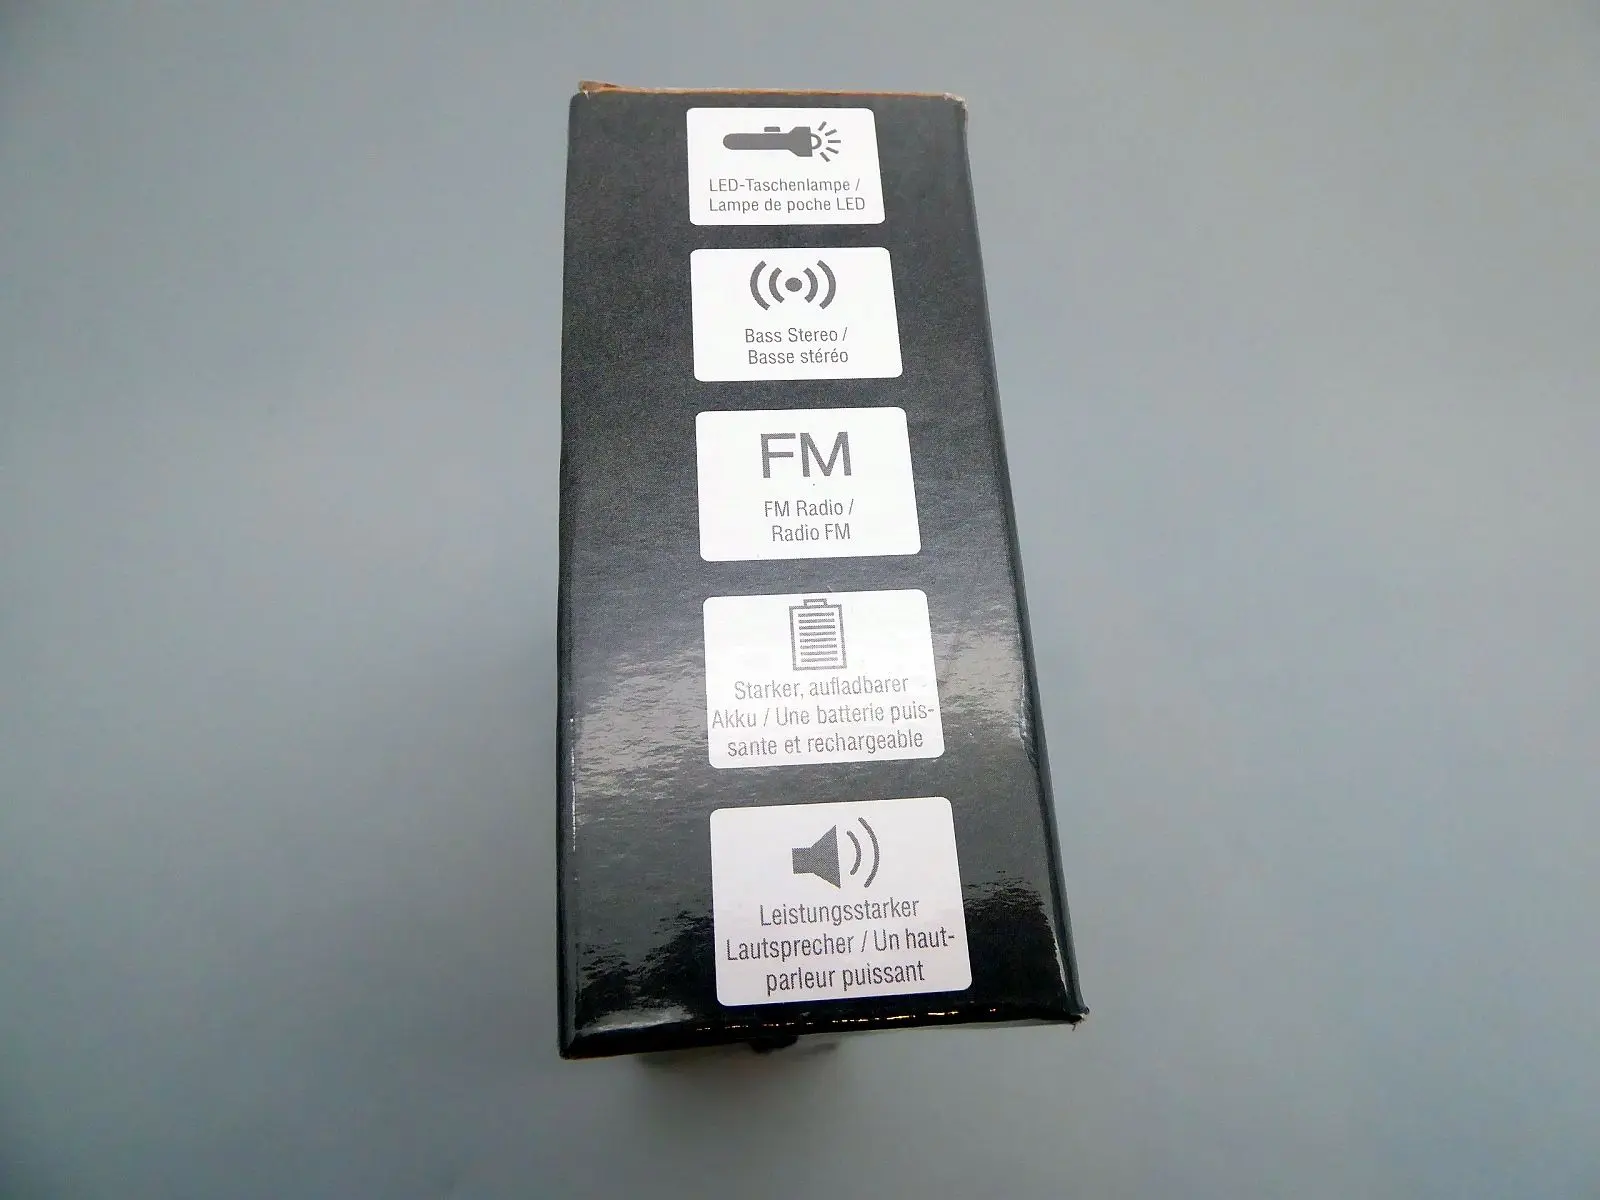 LED-Taschenlampe /
Lampe de poche LED
Bass Stereo /
Basse stéréo
FM
FM Radio /
Radio FM
Starker, aufladbarer
Akku / Une batterie puis-
sante et rechargeable
Leistungsstarker
Lautsprecher / Un haut-
parleur puissant